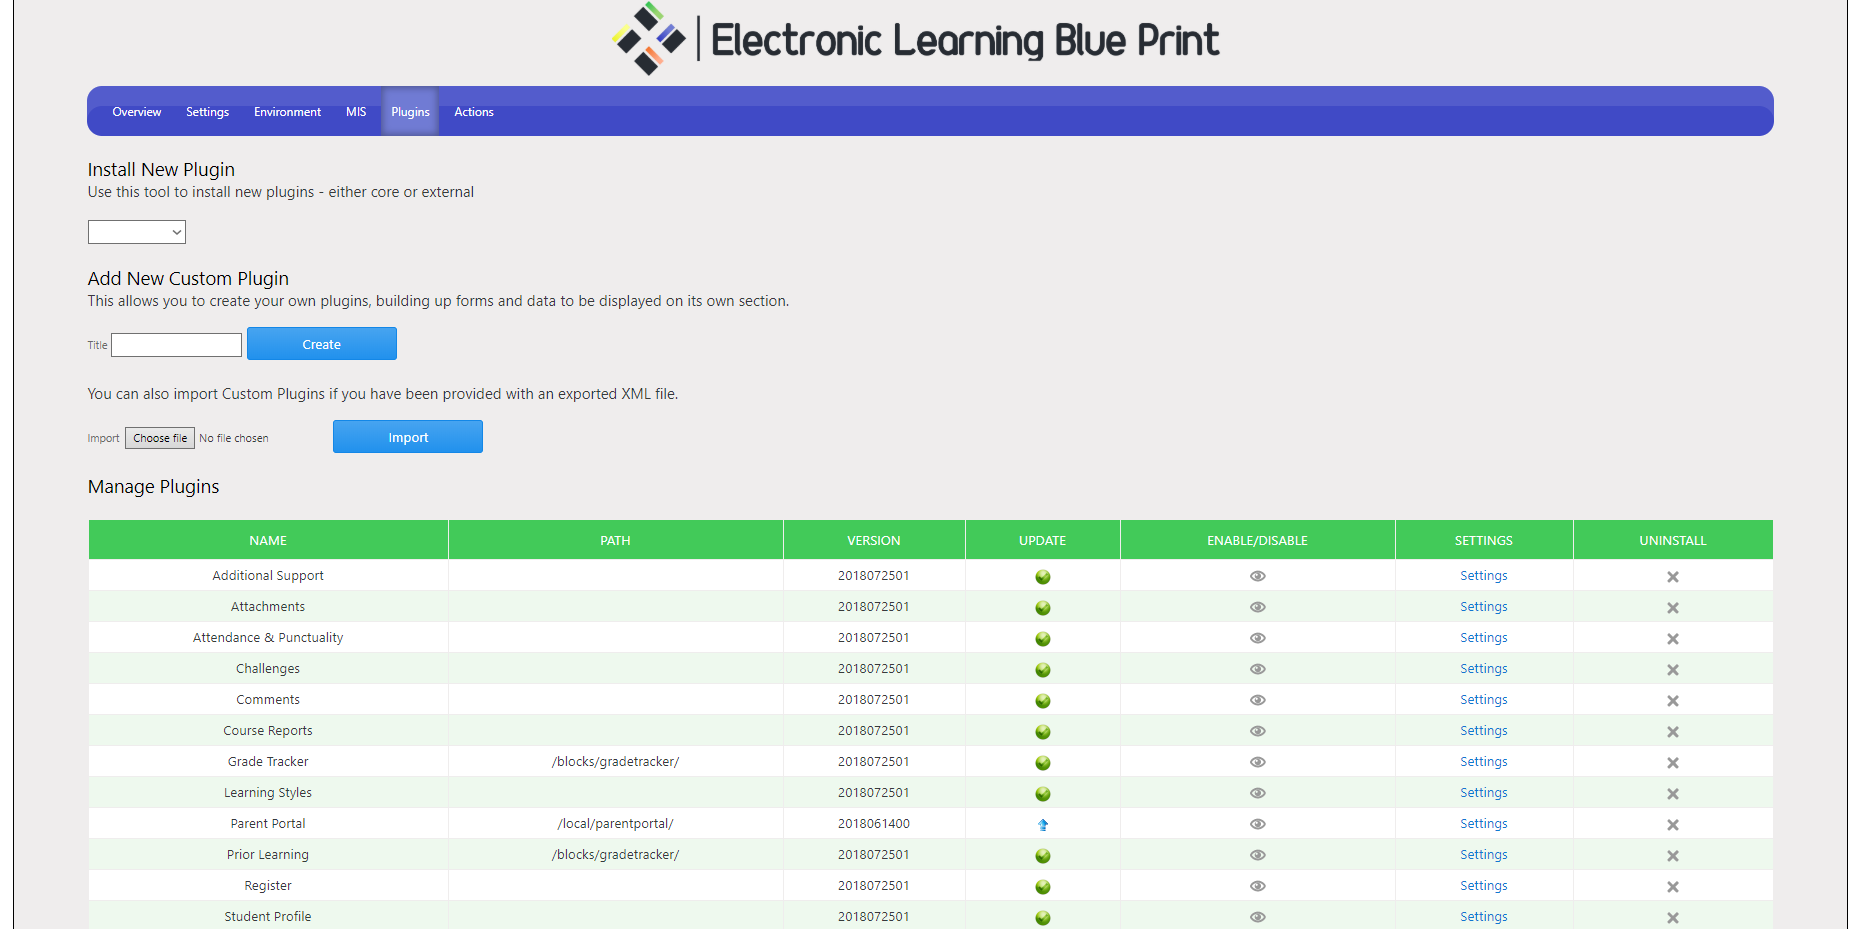 Electronic Learning Blue Print
Overview Settings Environment MIS Plugins Actions
Install New Plugin
Use this tool to install new plugins - either core or external
Add New Custom Plugin
This allows you to create your own plugins, building up forms and data to be displayed on its own section.
Title Create
You can also import Custom Plugins if you have been provided with an exported XML file.
Import Choose file No file chosen Import
Manage Plugins
NAME PATH VERSION UPDATE ENABLE/DISABLE SETTINGS UNINSTALL
Additional Support 2018072501 Settings
Attachments 2018072501 Settings
Attendance & Punctuality 2018072501 Settings
Challenges 2018072501 Settings
Comments 2018072501 Settings
Course Reports 2018072501 Settings
Grade Tracker /blocks/gradetracker/ 2018072501 Settings
Learning Styles 2018072501 Settings
Parent Portal /local/parentportal/ 2018061400 Settings
Prior Learning /blocks/gradetracker/ 2018072501 Settings
Register 2018072501 Settings
Student Profile 2018072501 Settings